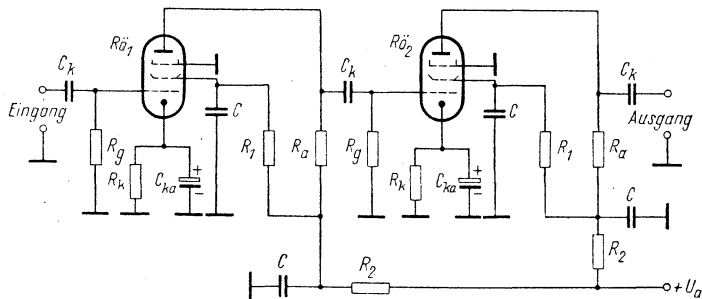 Rö1
Rö2
Ck
Eingang
Rg
Rk
Cka
+
−
C
R1
Ra
Ck
Rg
Rk
Cka
+
−
C
R1
Ra
Ck
Ausgang
C
R2
C
R2
+Ua